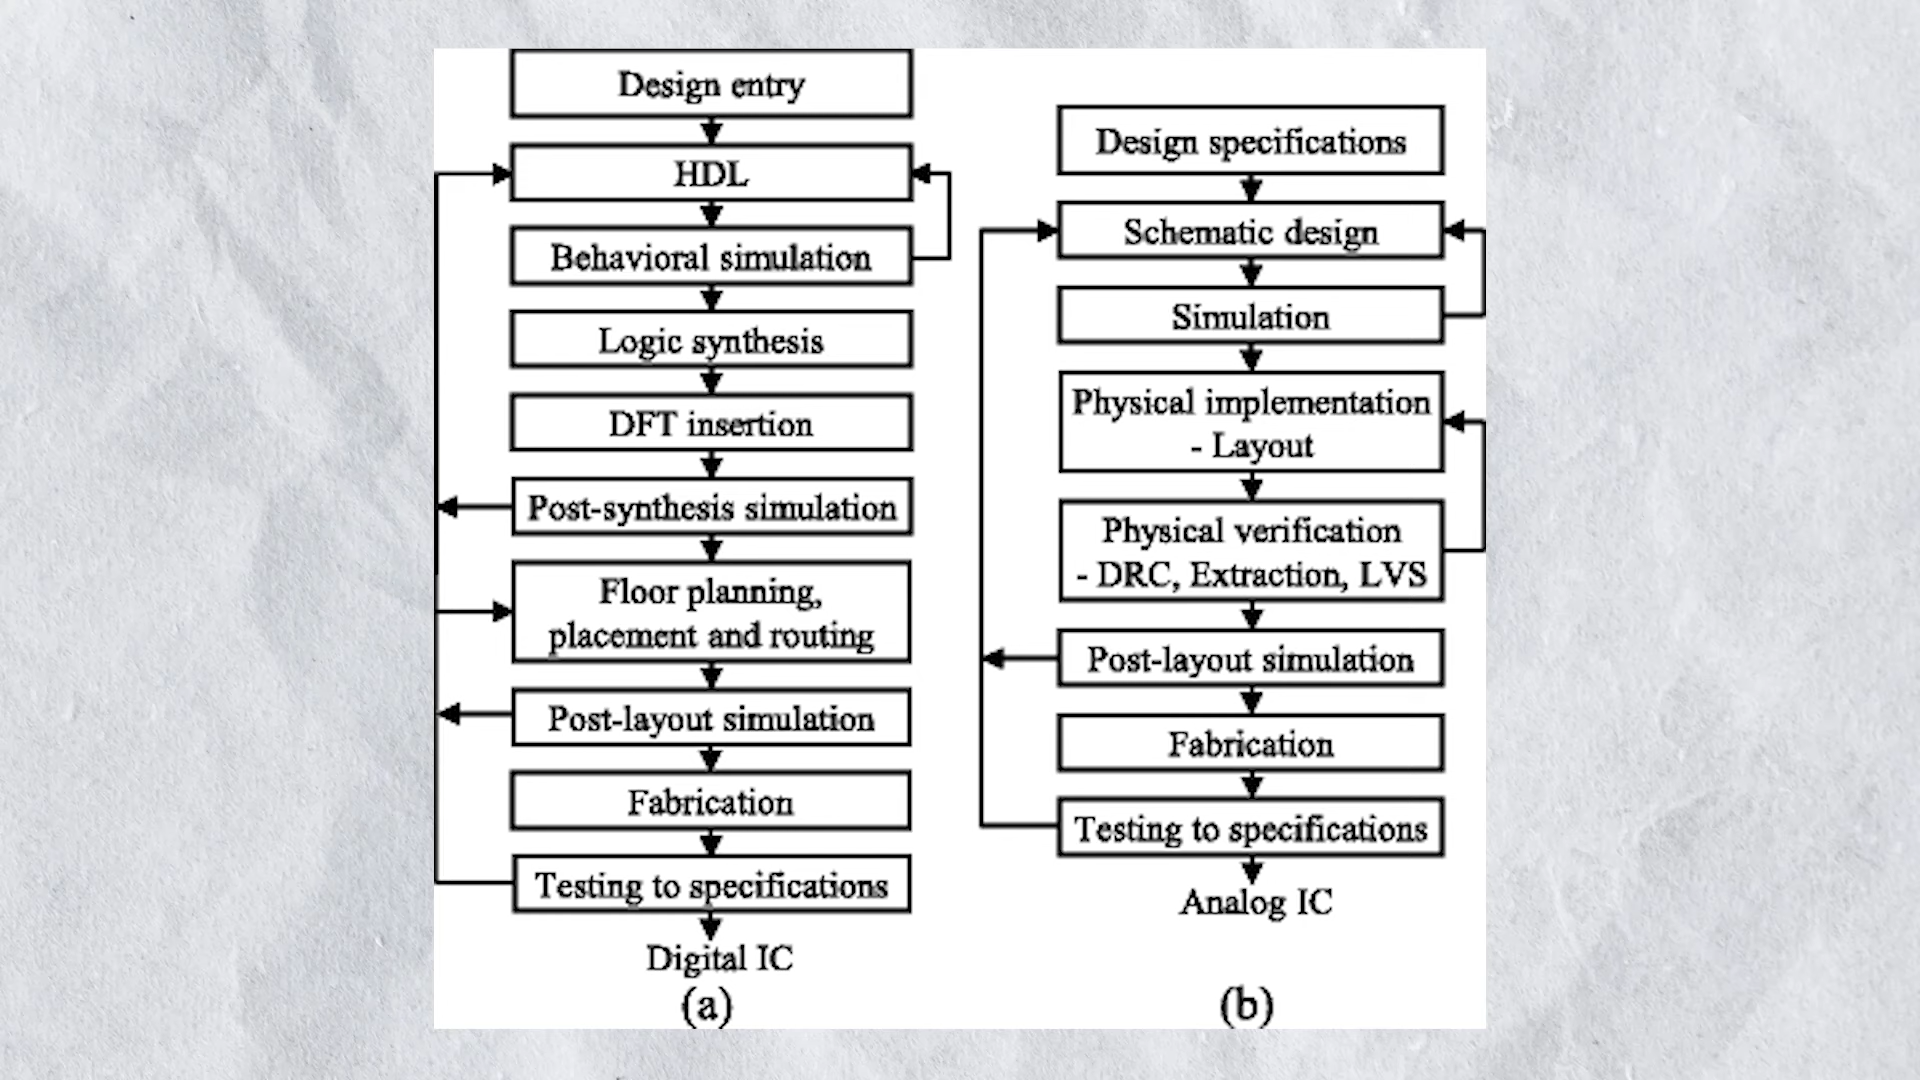 Design entry
HDL
Behavioral simulation
Logic synthesis
DFT insertion
Post-synthesis simulation
Floor planning,
placement and routing
Post-layout simulation
Fabrication
Testing to specifications
Digital IC
(a)
Design specifications
Schematic design
Simulation
Physical implementation
- Layout
Physical verification
- DRC, Extraction, LVS
Post-layout simulation
Fabrication
Testing to specifications
Analog IC
(b)